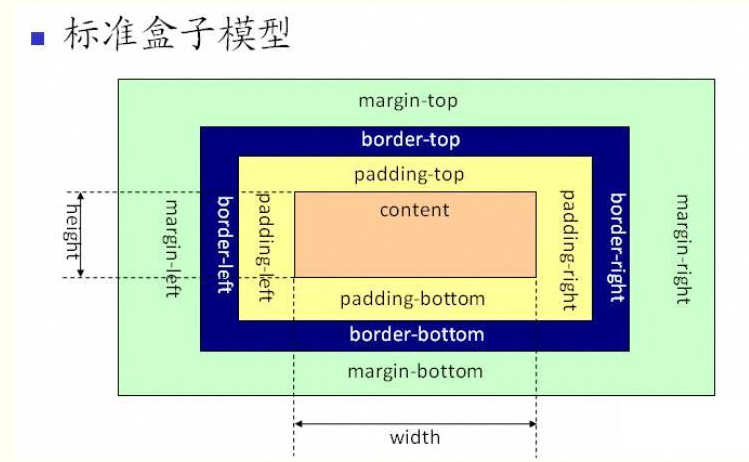 标准盒子模型
margin-top
border-top
padding-top
content
height
margin-left
border-left
padding-left
padding-right
border-right
margin-right
padding-bottom
border-bottom
margin-bottom
width